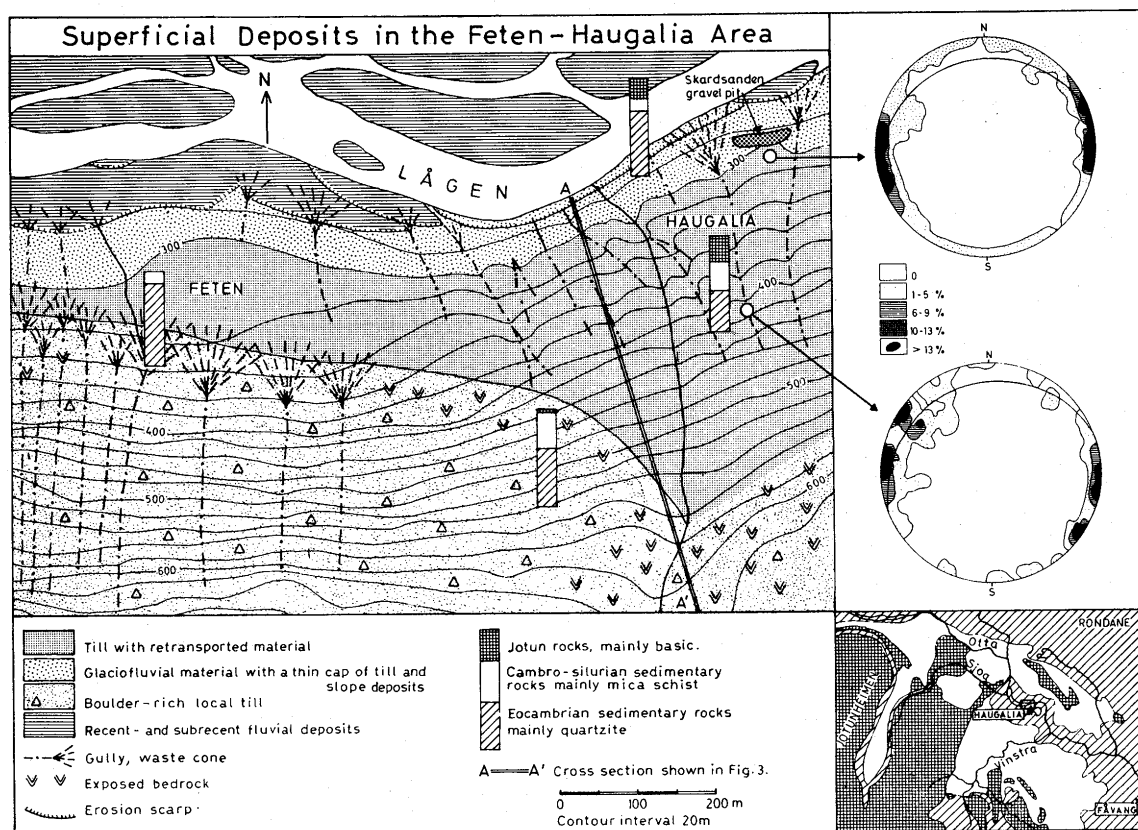 Superficial Deposits in the Feten-Haugalia Area
N
Skardsanden
gravel pit
LÅGEN
A
HAUGALIA
300
300
FETEN
400
400
500
500
600
600
A'
N
S
0
1-5 %
6-9 %
10-13 %
> 13 %
N
S
Till with retransported material
Glaciofluvial material with a thin cap of till and
slope deposits
Boulder-rich local till
Recent- and subrecent fluvial deposits
Gully, waste cone
Exposed bedrock
Erosion scarp
Jotun rocks, mainly basic.
Cambro-silurian sedimentary
rocks mainly mica schist
Eocambrian sedimentary rocks
mainly quartzite
A A' Cross section shown in Fig. 3.
0 100 200 m
Contour interval 20m
RONDANE
Otta
Sjoa
JOTUNHEIMEN
HAUGALIA
Vinstra
FÅVANG